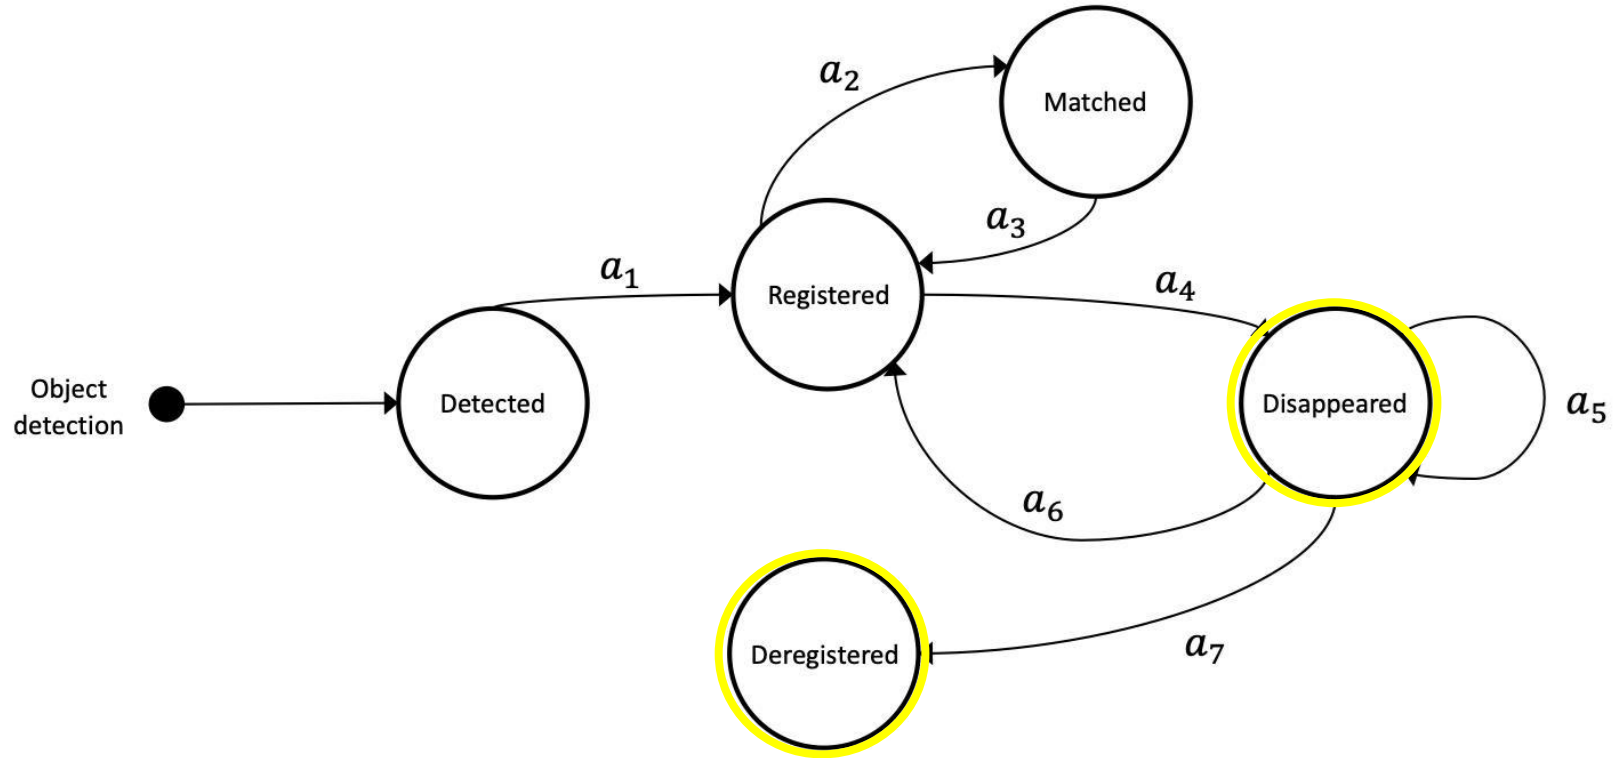 Matched
a₂
a₃
a₁
Registered
a₄
Object
detection
Detected
Disappeared
a₅
a₆
Deregistered
a₇